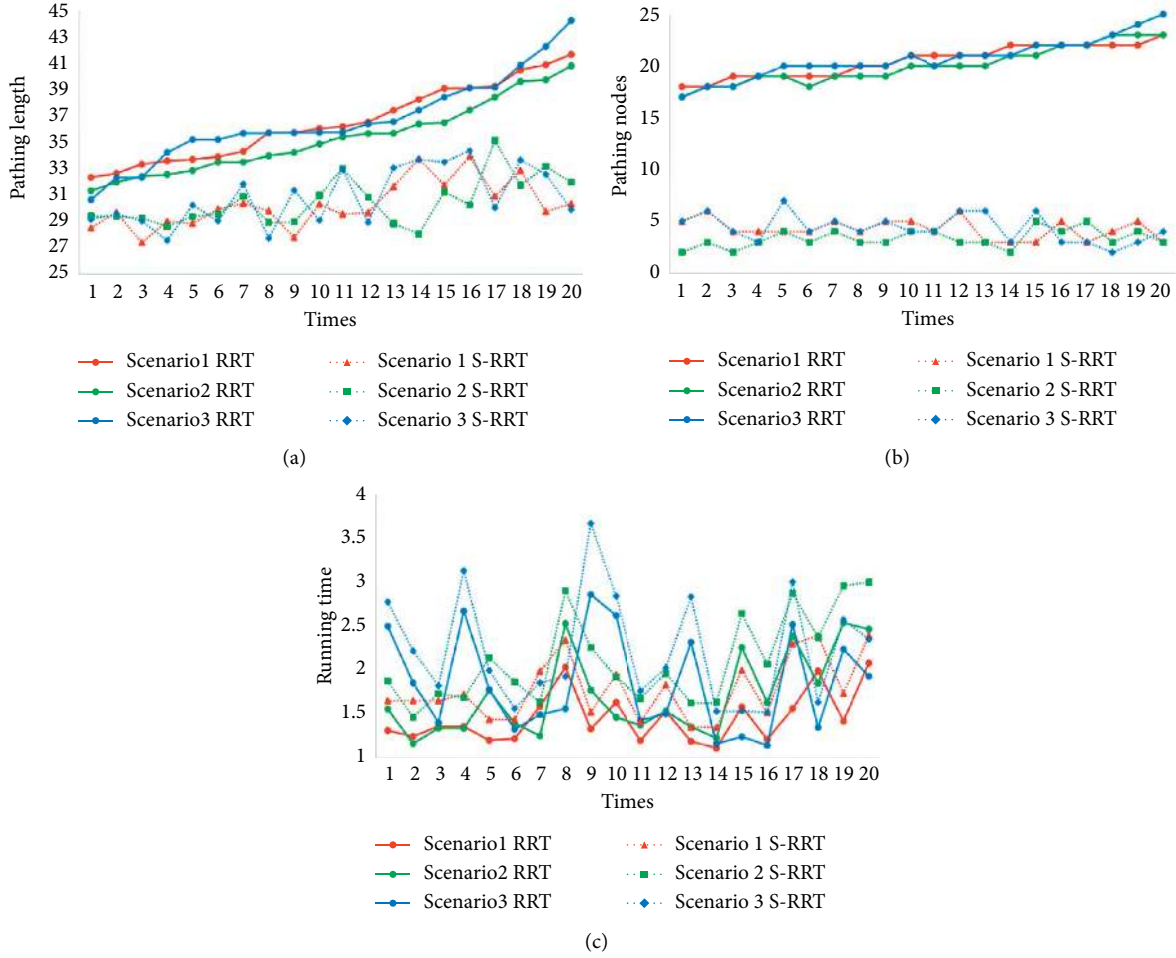 45
43
41
39
37
35
33
31
29
27
25
Pathing length
1 2 3 4 5 6 7 8 9 10 11 12 13 14 15 16 17 18 19 20
Times
Scenario1 RRT
Scenario2 RRT
Scenario3 RRT
Scenario 1 S-RRT
Scenario 2 S-RRT
Scenario 3 S-RRT
(a)
25
20
15
10
5
0
Pathing nodes
1 2 3 4 5 6 7 8 9 10 11 12 13 14 15 16 17 18 19 20
Times
Scenario1 RRT
Scenario2 RRT
Scenario3 RRT
Scenario 1 S-RRT
Scenario 2 S-RRT
Scenario 3 S-RRT
(b)
4
3.5
3
2.5
2
1.5
1
Running time
1 2 3 4 5 6 7 8 9 10 11 12 13 14 15 16 17 18 19 20
Times
Scenario1 RRT
Scenario2 RRT
Scenario3 RRT
Scenario 1 S-RRT
Scenario 2 S-RRT
Scenario 3 S-RRT
(c)